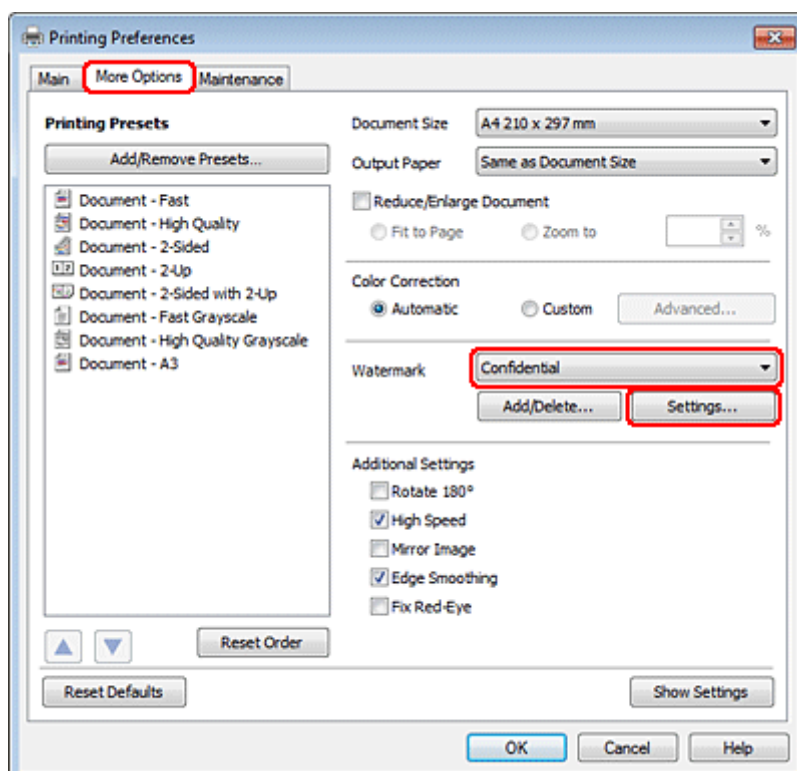 Printing Preferences
Main More Options Maintenance
Printing Presets
Add/Remove Presets...
Document - Fast
Document - High Quality
Document - 2-Sided
Document - 2-Up
Document - 2-Sided with 2-Up
Document - Fast Grayscale
Document - High Quality Grayscale
Document - A3
Reset Order
Document Size A4 210 x 297 mm
Output Paper Same as Document Size
Reduce/Enlarge Document
Fit to Page Zoom to %
Color Correction
Automatic Custom Advanced...
Watermark Confidential
Add/Delete... Settings...
Additional Settings
Rotate 180°
High Speed
Mirror Image
Edge Smoothing
Fix Red-Eye
Reset Defaults Show Settings
OK Cancel Help